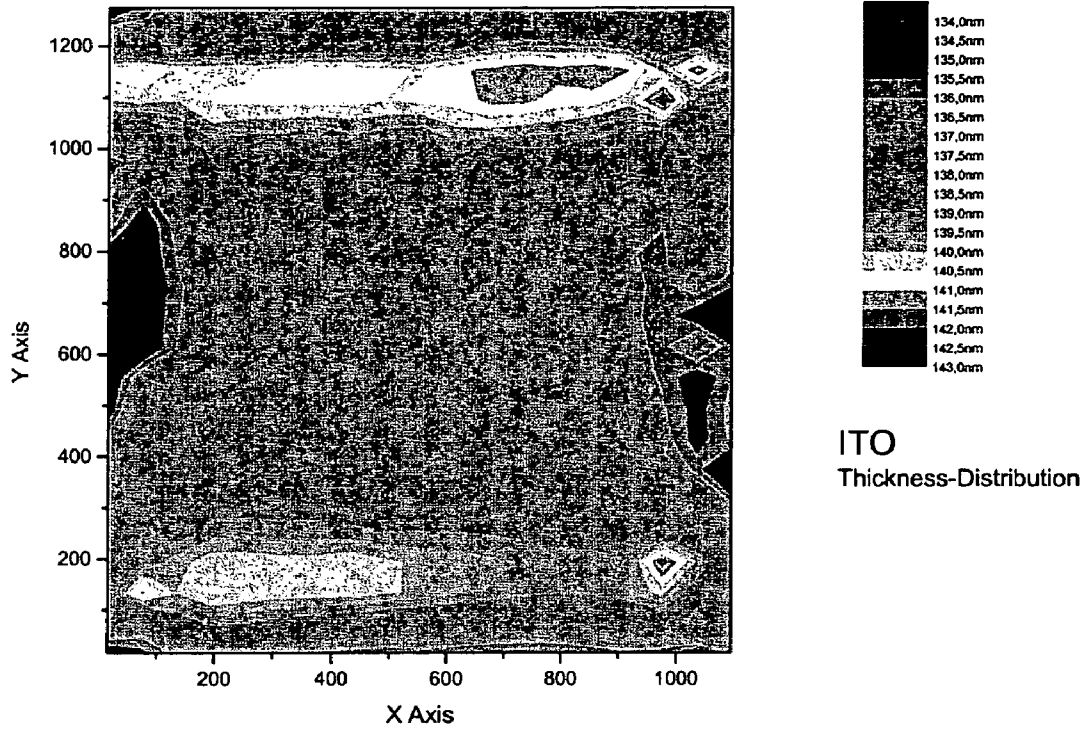 1200
1000
800
600
400
200
Y Axis
200 400 600 800 1000
X Axis
134,0nm
134,5nm
135,0nm
135,5nm
136,0nm
136,5nm
137,0nm
137,5nm
138,0nm
138,5nm
139,0nm
139,5nm
140,0nm
140,5nm
141,0nm
141,5nm
142,0nm
142,5nm
143,0nm
ITO
Thickness-Distribution